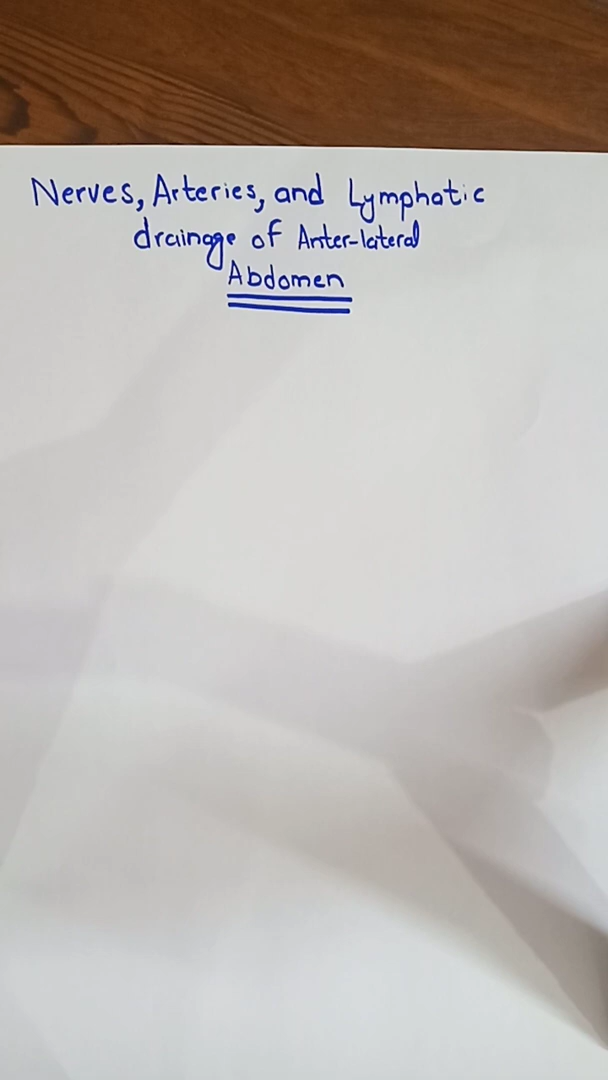 Nerves, Arteries, and Lymphatic
drainage of Anter-lateral
Abdomen